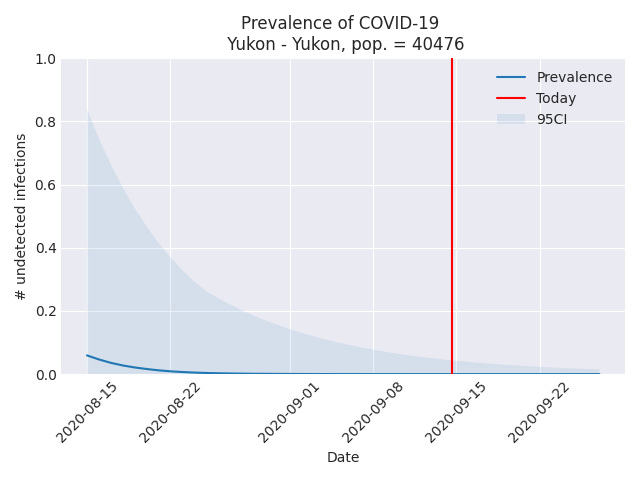 Prevalence of COVID-19
Yukon - Yukon, pop. = 40476
# undetected infections
1.0
0.8
0.6
0.4
0.2
0.0
Prevalence
Today
95CI
2020-08-15
2020-08-22
2020-09-01
2020-09-08
2020-09-15
2020-09-22
Date